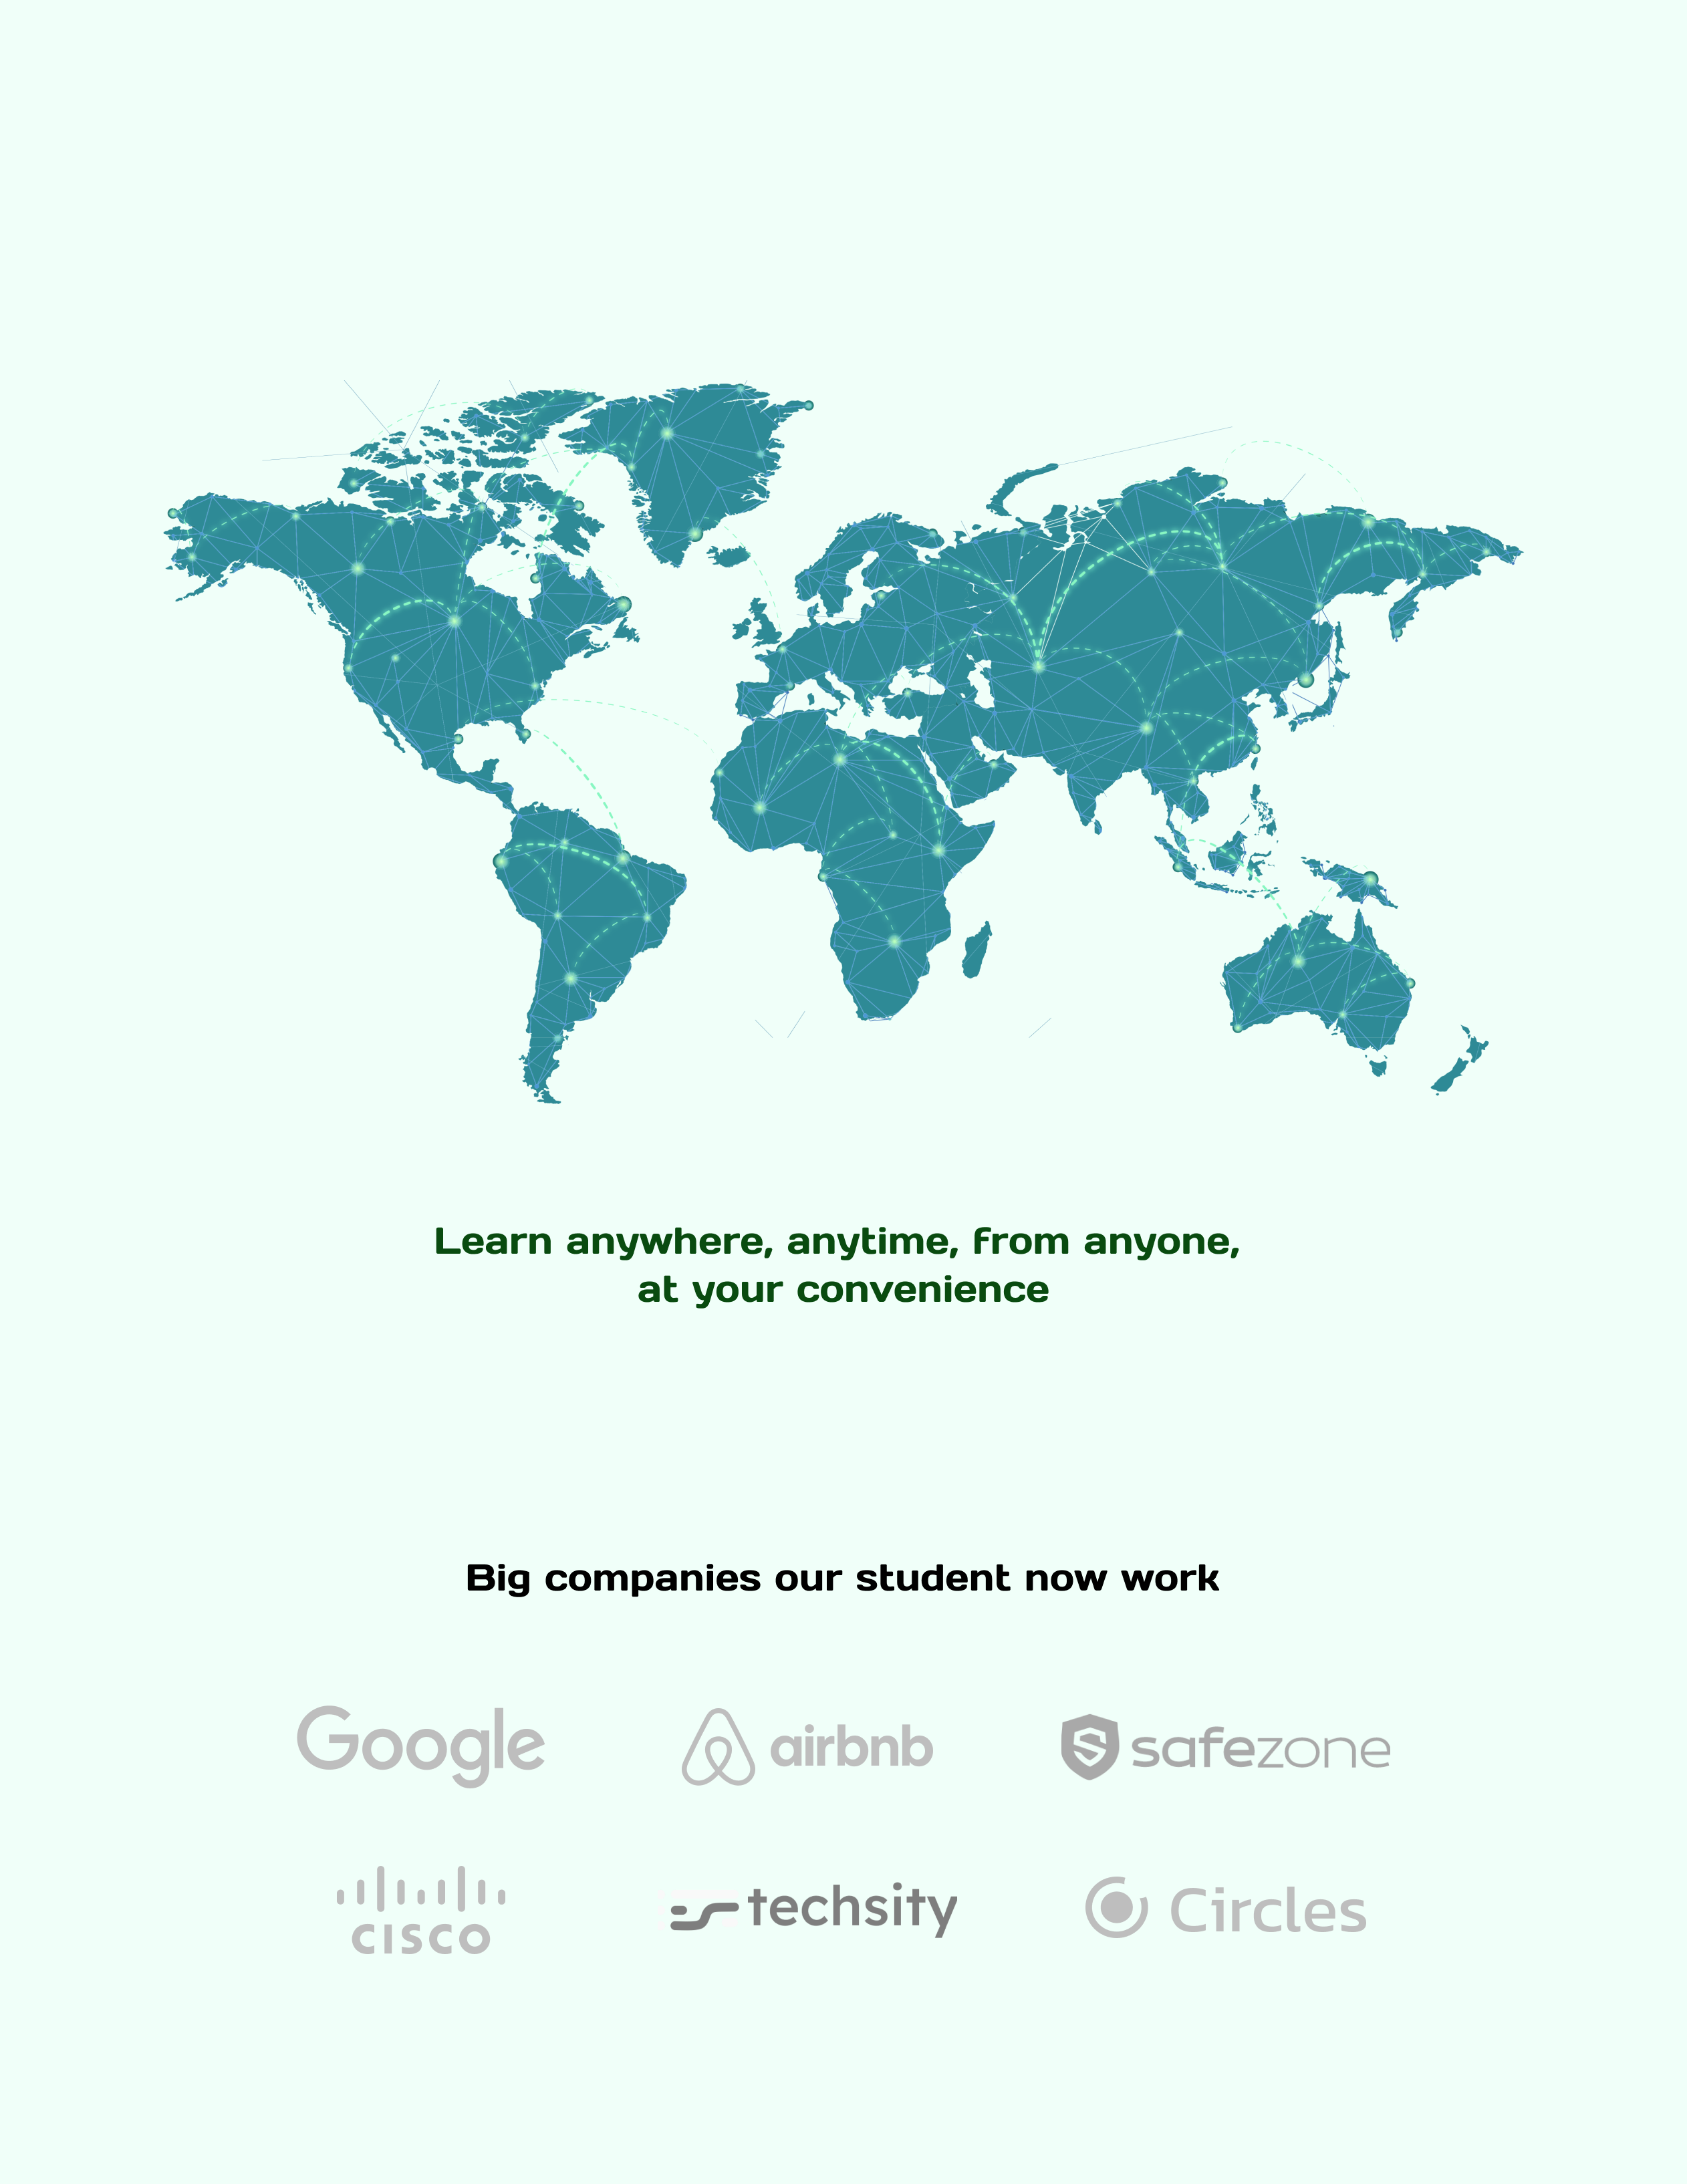 Learn anywhere, anytime, from anyone,
at your convenience
Big companies our student now work
Google
airbnb
safezone
cisco
techsity
Circles